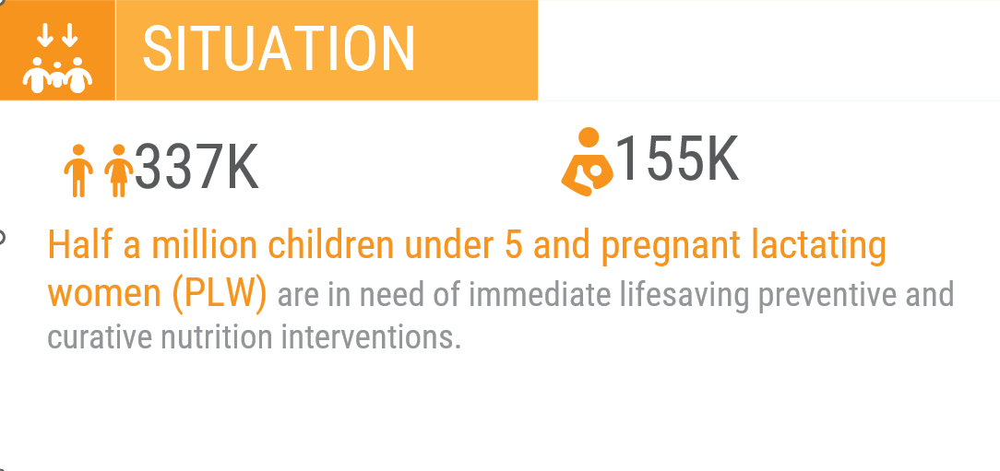 SITUATION
337K
155K
Half a million children under 5 and pregnant lactating
women (PLW) are in need of immediate lifesaving preventive and
curative nutrition interventions.